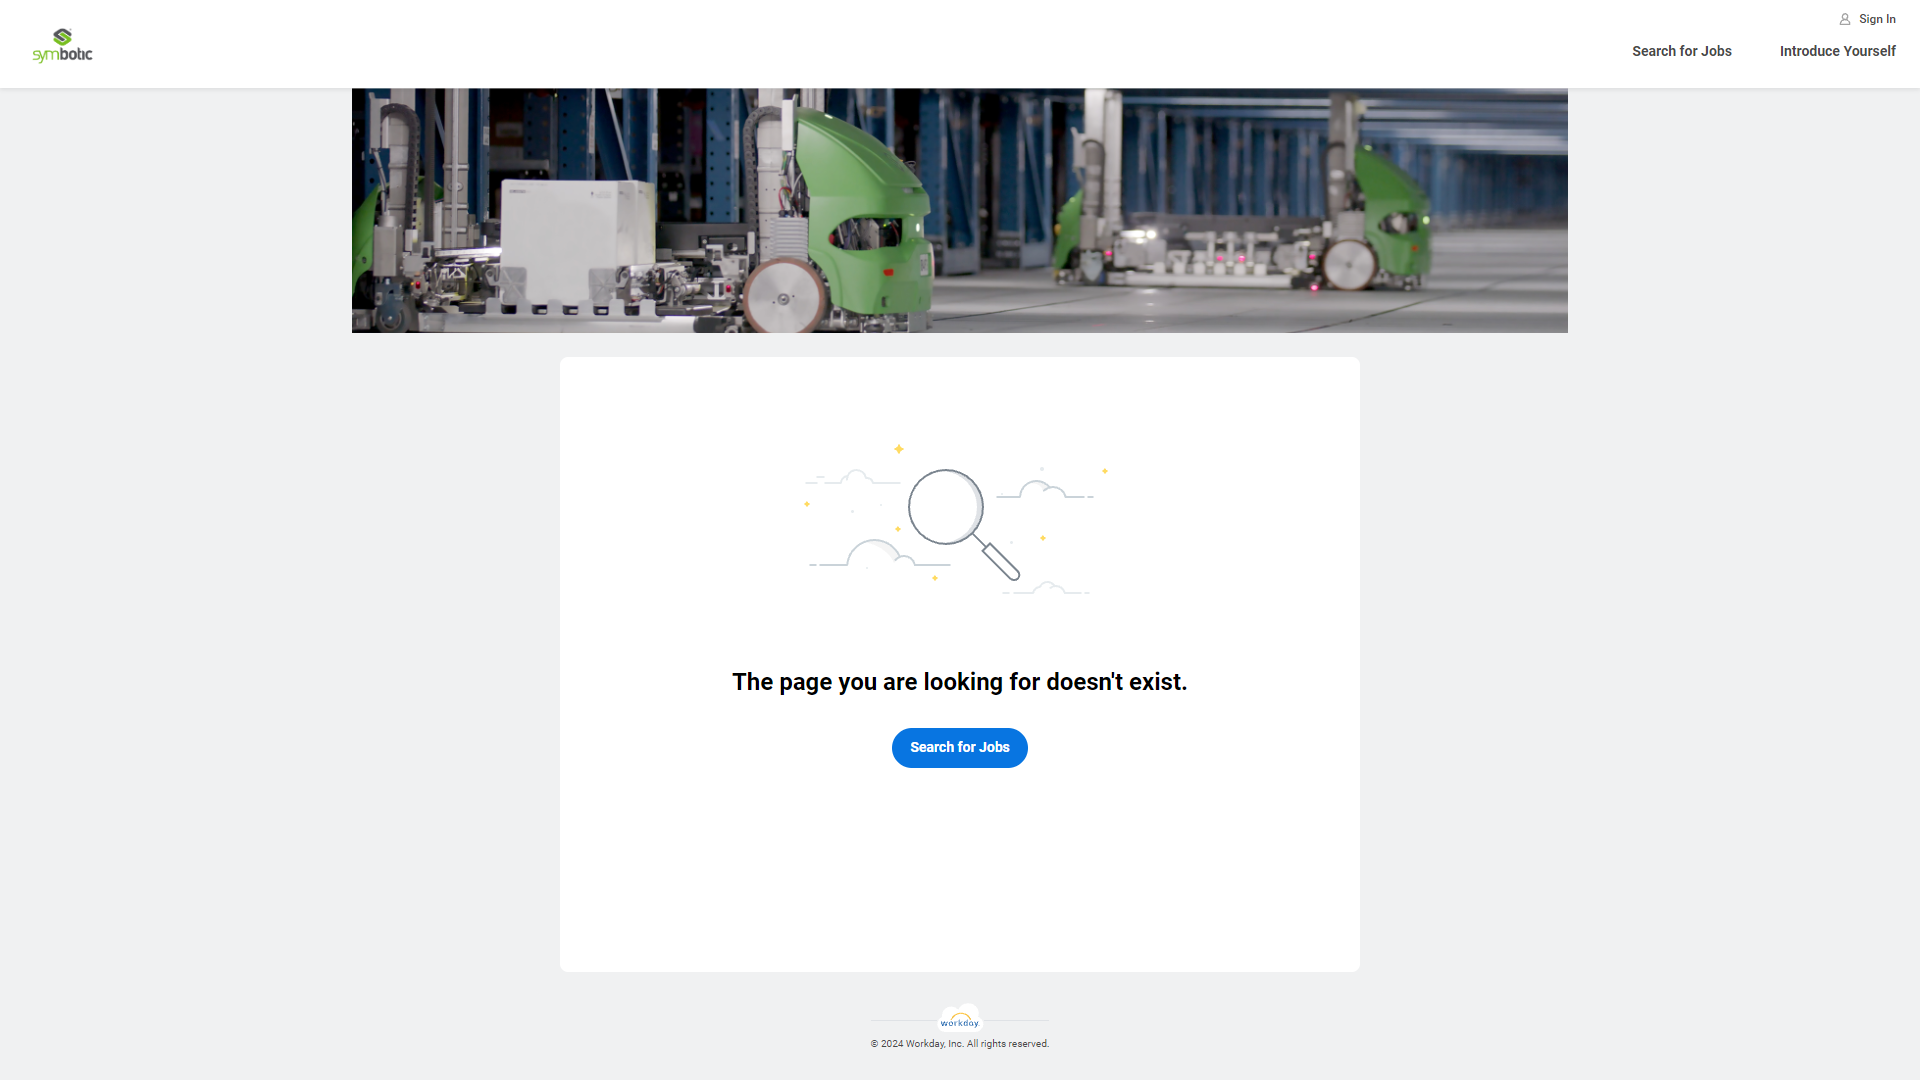 symbotic
Sign In
Search for Jobs
Introduce Yourself
The page you are looking for doesn't exist.
Search for Jobs
workday.
© 2024 Workday, Inc. All rights reserved.